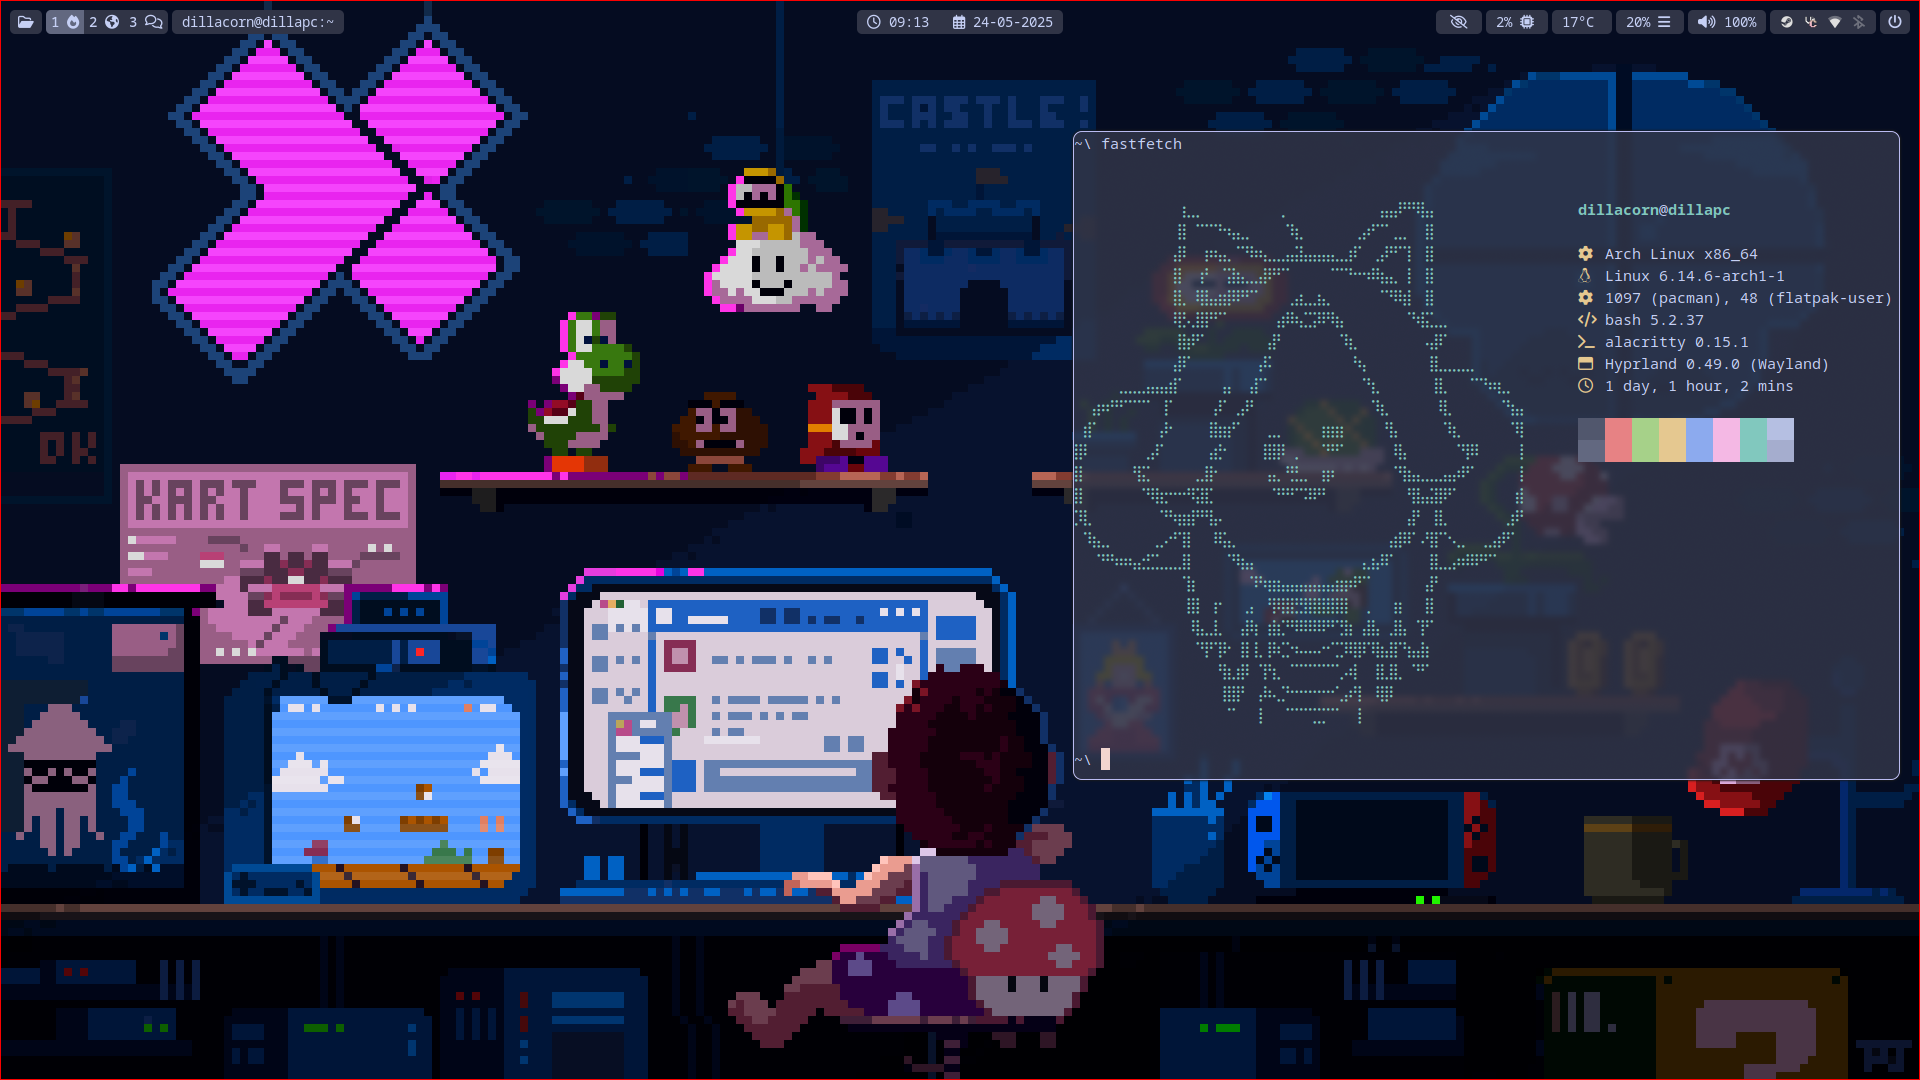 1 2 3 dillacorn@dillapc:~ 09:13 24-05-2025 2% 17°C 20% 100%
CASTLE!
~\ fastfetch
dillacorn@dillapc
Arch Linux x86_64
Linux 6.14.6-arch1-1
1097 (pacman), 48 (flatpak-user)
bash 5.2.37
alacritty 0.15.1
Hyprland 0.49.0 (Wayland)
1 day, 1 hour, 2 mins
DK
KART SPEC
~\